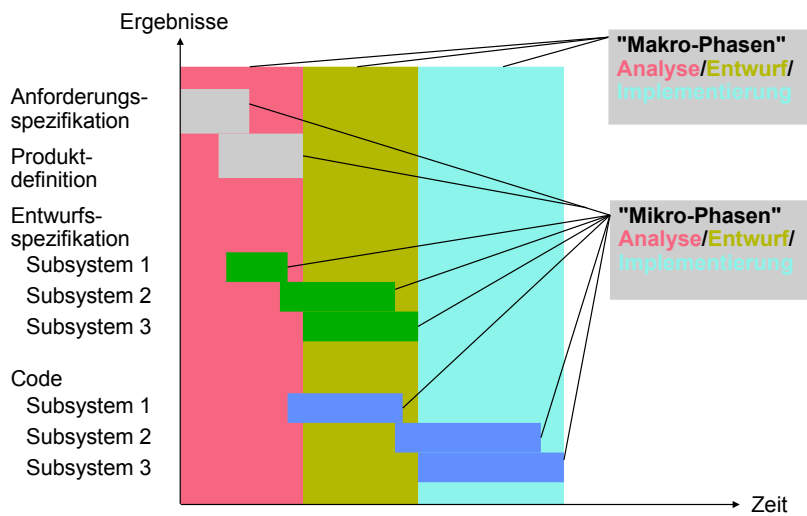 Ergebnisse
"Makro-Phasen"
Analyse/Entwurf/
Implementierung
Anforderungs-
spezifikation
Produkt-
definition
Entwurfs-
spezifikation
Subsystem 1
Subsystem 2
Subsystem 3
"Mikro-Phasen"
Analyse/Entwurf/
Implementierung
Code
Subsystem 1
Subsystem 2
Subsystem 3
Zeit